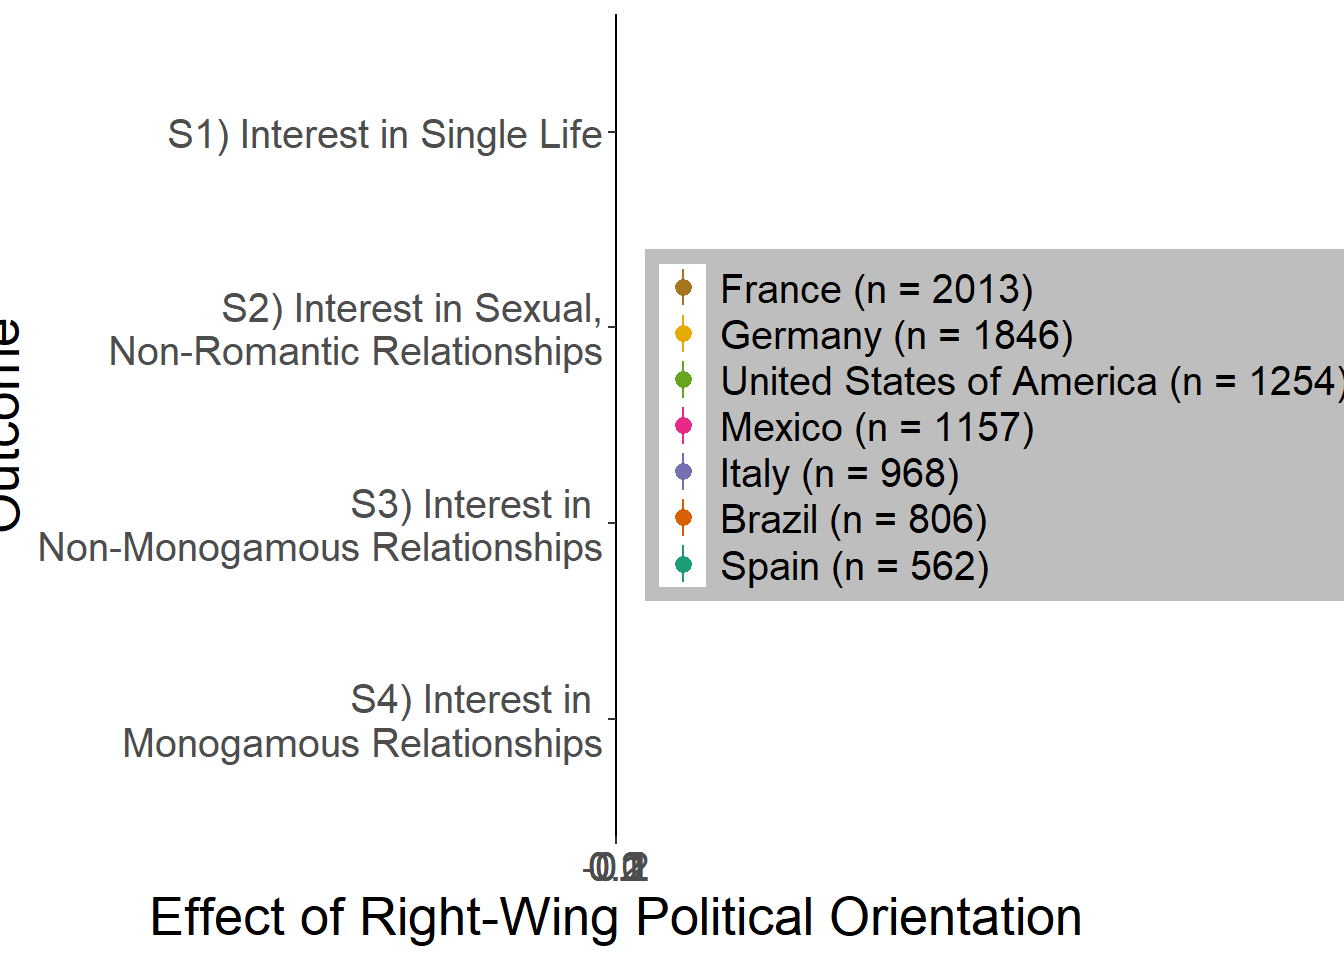 S1) Interest in Single Life
S2) Interest in Sexual,
Non-Romantic Relationships
S3) Interest in
Non-Monogamous Relationships
S4) Interest in
Monogamous Relationships
Outcome
France (n = 2013)
Germany (n = 1846)
United States of America (n = 1254)
Mexico (n = 1157)
Italy (n = 968)
Brazil (n = 806)
Spain (n = 562)
Effect of Right-Wing Political Orientation